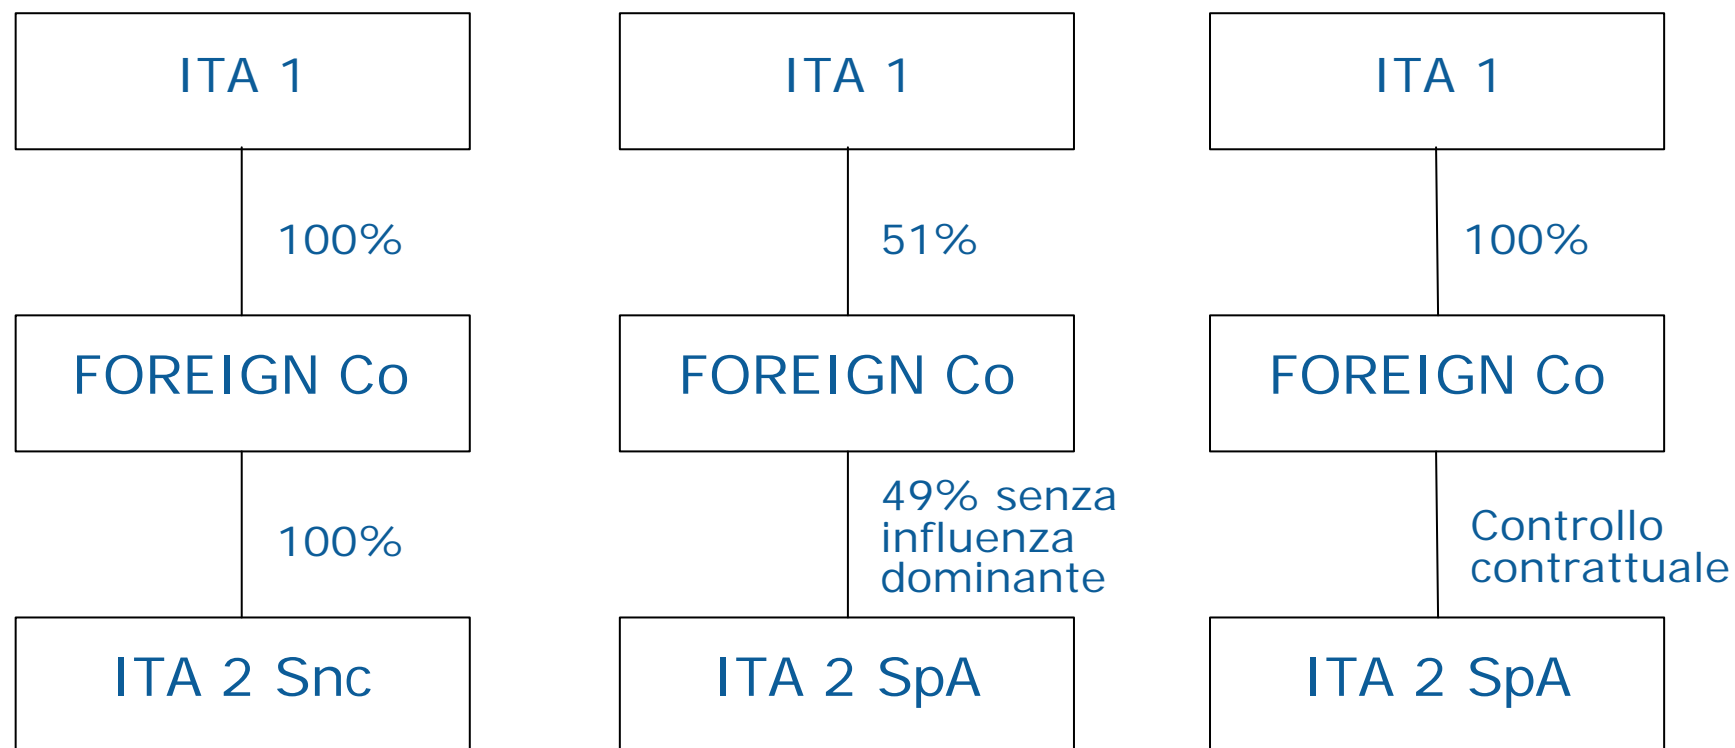 ITA 1
100%
FOREIGN Co
100%
ITA 2 Snc
ITA 1
51%
FOREIGN Co
49% senza
influenza
dominante
ITA 2 SpA
ITA 1
100%
FOREIGN Co
Controllo
contrattuale
ITA 2 SpA